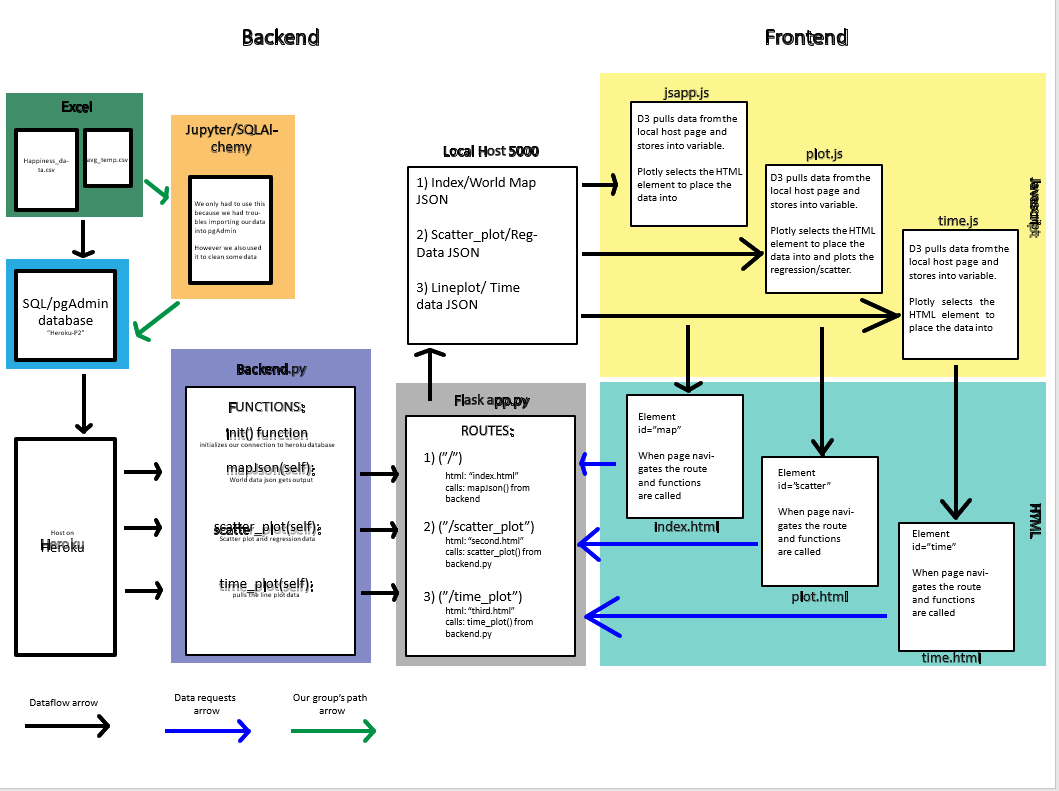 Backend
Frontend
Excel
Happiness_da-
ta.csv
avg_temp.csv
Jupyter/SQLAl-
chemy
We only had to use this
because we had trou-
bles importing our data
into pgAdmin
However we also used
it to clean some data
SQL/pgAdmin
database
"Heroku-P2"
Host on
Heroku
Backend.py
FUNCTIONS:
Init() function
initializes our connection to heroku database
mapJson(self):
World data json gets output
scatter_plot(self):
Scatter plot and regression data
time_plot(self):
pulls the line plot data
Local Host 5000
1) Index/World Map
JSON
2) Scatter_plot/Reg-
Data JSON
3) Lineplot/ Time
data JSON
Flask app.py
ROUTES:
1) ("/")
html: "index.html"
calls: mapJson() from
backend
2) ("/scatter_plot")
html: "second.html"
calls: scatter_plot() from
backend.py
3) ("/time_plot")
html: "third.html"
calls: time_plot() from
backend.py
jsapp.js
D3 pulls data from the
local host page and
stores into variable.
Plotly selects the HTML
element to place the
data into
plot.js
D3 pulls data from the
local host page and
stores into variable.
Plotly selects the HTML
element to place the
data into and plots the
regression/scatter.
time.js
D3 pulls data from the
local host page and
stores into variable.
Plotly selects the
HTML element to
place the data into
Javascript
Element
id="map"
When page navi-
gates the route
and functions
are called
index.html
Element
id="scatter"
When page navi-
gates the route
and functions
are called
plot.html
Element
id="time"
When page navi-
gates the route
and functions
are called
time.html
HTML
Dataflow arrow
Data requests
arrow
Our group's path
arrow